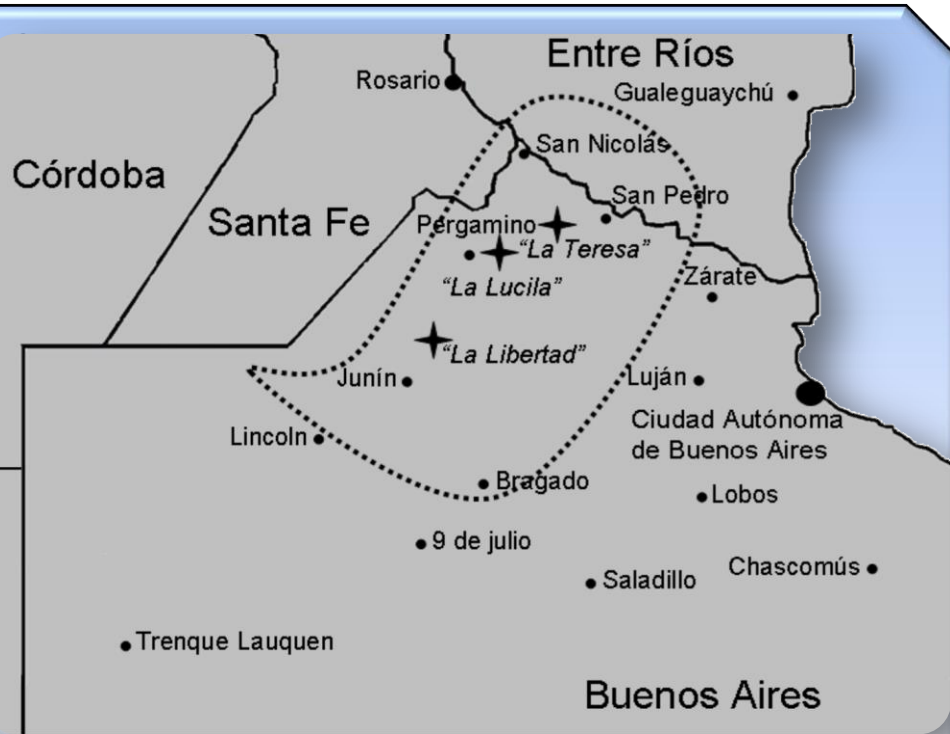 Entre Ríos
Rosario
Gualeguaychú
San Nicolás
Córdoba
San Pedro
Santa Fe
Pergamino
“La Teresa”
Zárate
“La Lucila”
“La Libertad”
Junín
Luján
Ciudad Autónoma
de Buenos Aires
Lincoln
Bragado
Lobos
9 de julio
Chascomús
Saladillo
Trenque Lauquen
Buenos Aires